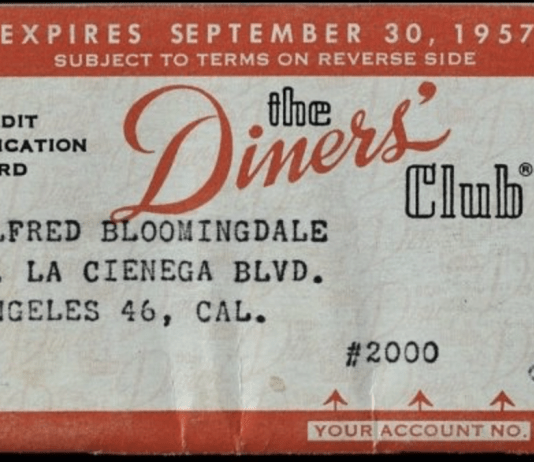 EXPIRES SEPTEMBER 30, 1957
SUBJECT TO TERMS ON REVERSE SIDE
DIT
ICATION
RD
the
Diners'
Club®
LFRED BLOOMINGDALE
. LA CIENEGA BLVD.
NGELES 46, CAL.
#2000
YOUR ACCOUNT NO.